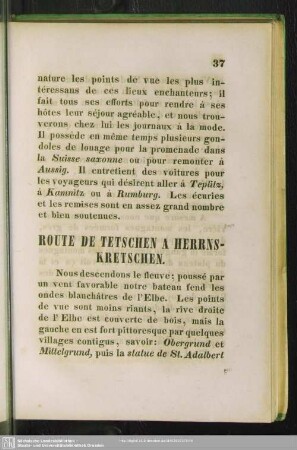 37
nature les points de vue les plus in-
téressans de ces lieux enchanteurs; il
fait tous ses efforts pour rendre à ses
hôtes leur séjour agréable, et nous trou-
verons chez lui les journaux à la mode.
Il possède en même temps plusieurs gon-
doles de louage pour la promenade dans
la Suisse saxonne ou pour remonter à
Aussig. Il entretient des voitures pour
les voyageurs qui désirent aller à Teplitz,
à Kamnitz ou à Rumburg. Les écuries
et les remises sont en assez grand nombre
et bien soutenues.
ROUTE DE TETSCHEN A HERRNS-
KRETSCHEN.
Nous descendons le fleuve; poussé par
un vent favorable notre bateau fend les
ondes blanchâtres de l'Elbe. Les points
de vue sont moins riants, la rive droite
de l'Elbe est couverte de bois, mais la
gauche en est fort pittoresque par quelques
villages contigus, savoir: Obergrund et
Mittelgrund, puis la statue de St. Adalbert